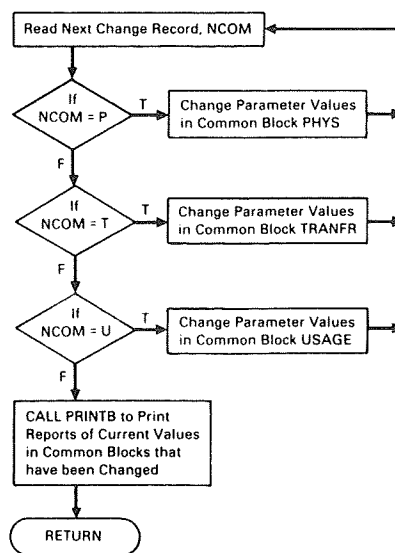 Read Next Change Record, NCOM
If
NCOM = P
T
Change Parameter Values
in Common Block PHYS
F
If
NCOM = T
T
Change Parameter Values
in Common Block TRANFR
F
If
NCOM = U
T
Change Parameter Values
in Common Block USAGE
F
CALL PRINTB to Print
Reports of Current Values
in Common Blocks that
have been Changed
RETURN